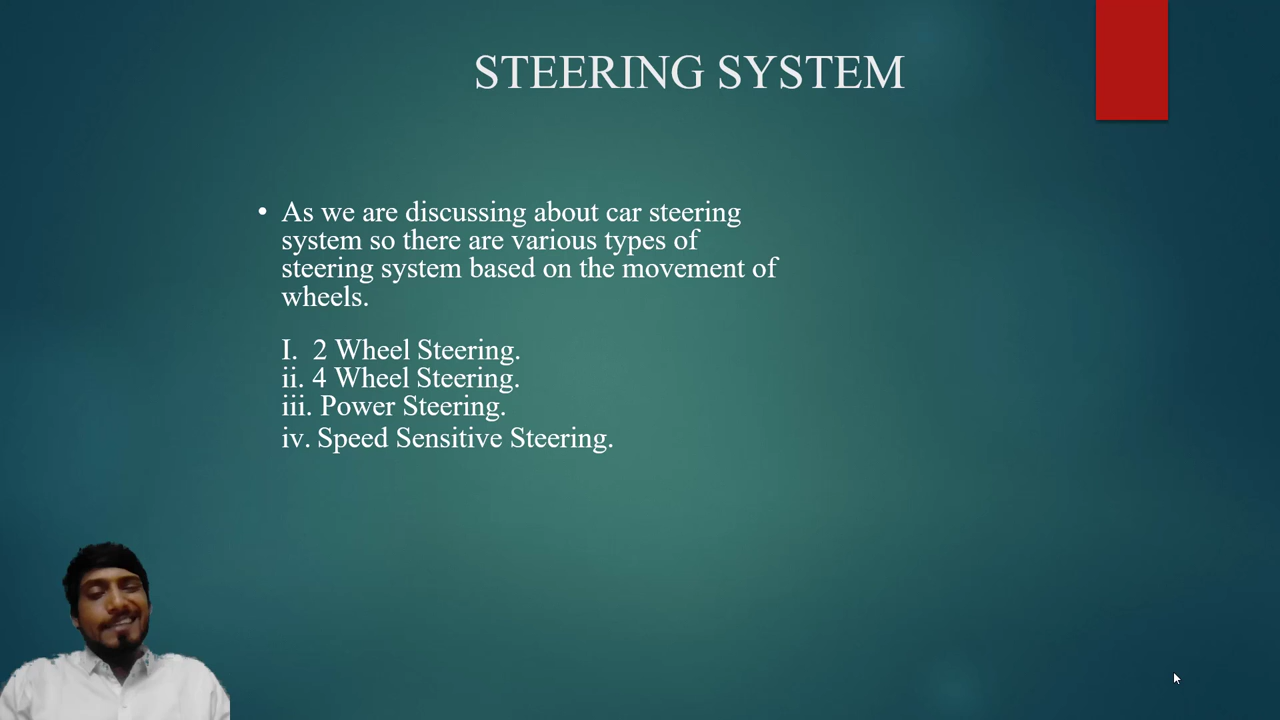 STEERING SYSTEM
• As we are discussing about car steering
system so there are various types of
steering system based on the movement of
wheels.
I. 2 Wheel Steering.
ii. 4 Wheel Steering.
iii. Power Steering.
iv. Speed Sensitive Steering.